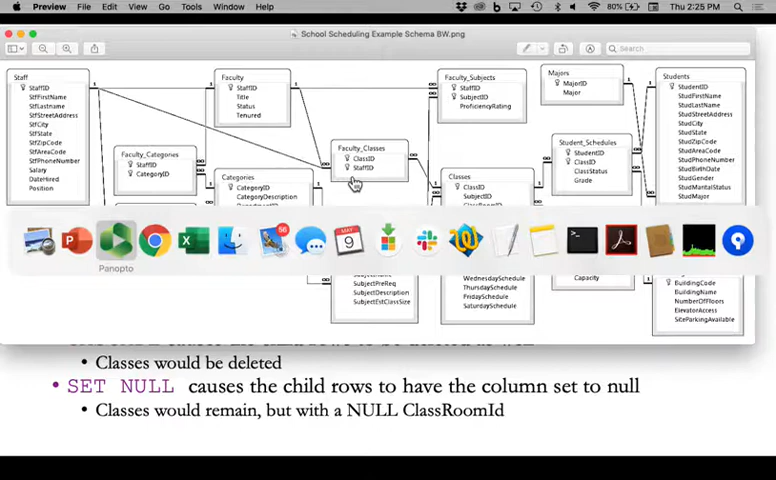 Preview File Edit View Go Tools Window Help 80% Thu 2:25 PM
School Scheduling Example Schema BW.png
Search
Staff
StaffID
StfFirstName
StfLastname
StfStreetAddress
StfCity
StfState
StfZipCode
StfAreaCode
StfPhoneNumber
Salary
DateHired
Position
Faculty
StaffID
Title
Status
Tenured
Faculty_Subjects
StaffID
SubjectID
ProficiencyRating
Majors
MajorID
Major
Students
StudentID
StudFirstName
StudLastName
StudStreetAddress
StudCity
StudState
StudZipCode
StudAreaCode
StudPhoneNumber
StudBirthDate
StudGender
StudMaritalStatus
StudMajor
Faculty_Categories
StaffID
CategoryID
Categories
CategoryID
CategoryDescription
Faculty_Classes
ClassID
StaffID
Classes
ClassID
SubjectID
Student_Schedules
StudentID
ClassID
ClassStatus
Grade
56
MAY
9
Panopto
SubjectPreReq
SubjectDescription
SubjectEstClassSize
WednesdaySchedule
ThursdaySchedule
FridaySchedule
SaturdaySchedule
Capacity
BuildingCode
BuildingName
NumberOfFloors
ElevatorAccess
SiteParkingAvailable
• Classes would be deleted
• SET NULL causes the child rows to have the column set to null
• Classes would remain, but with a NULL ClassRoomId